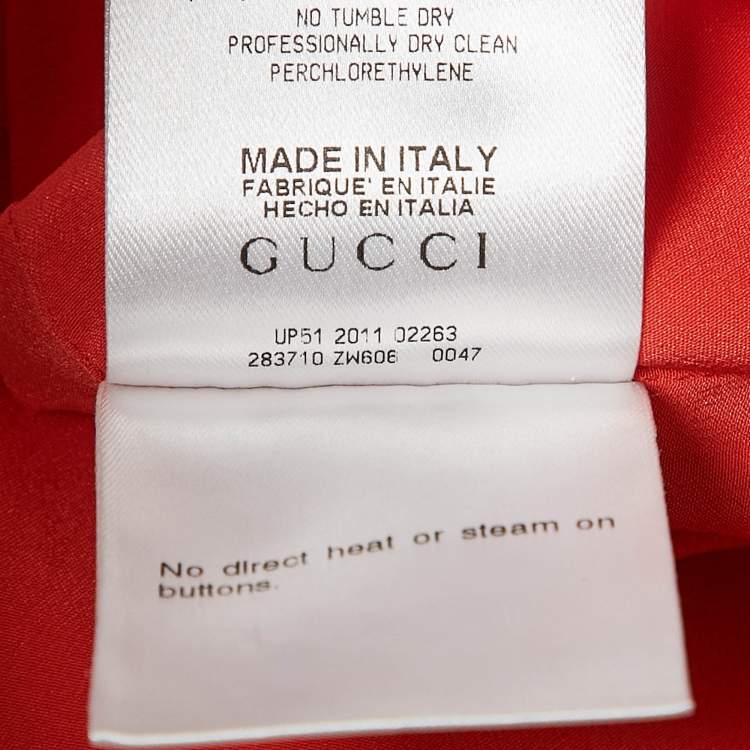 NO TUMBLE DRY
PROFESSIONALLY DRY CLEAN
PERCHLORETHYLENE
MADE IN ITALY
FABRIQUE' EN ITALIE
HECHO EN ITALIA
GUCCI
UP51 2011 02263
283710 ZW606 0047
No direct heat or steam on
buttons.